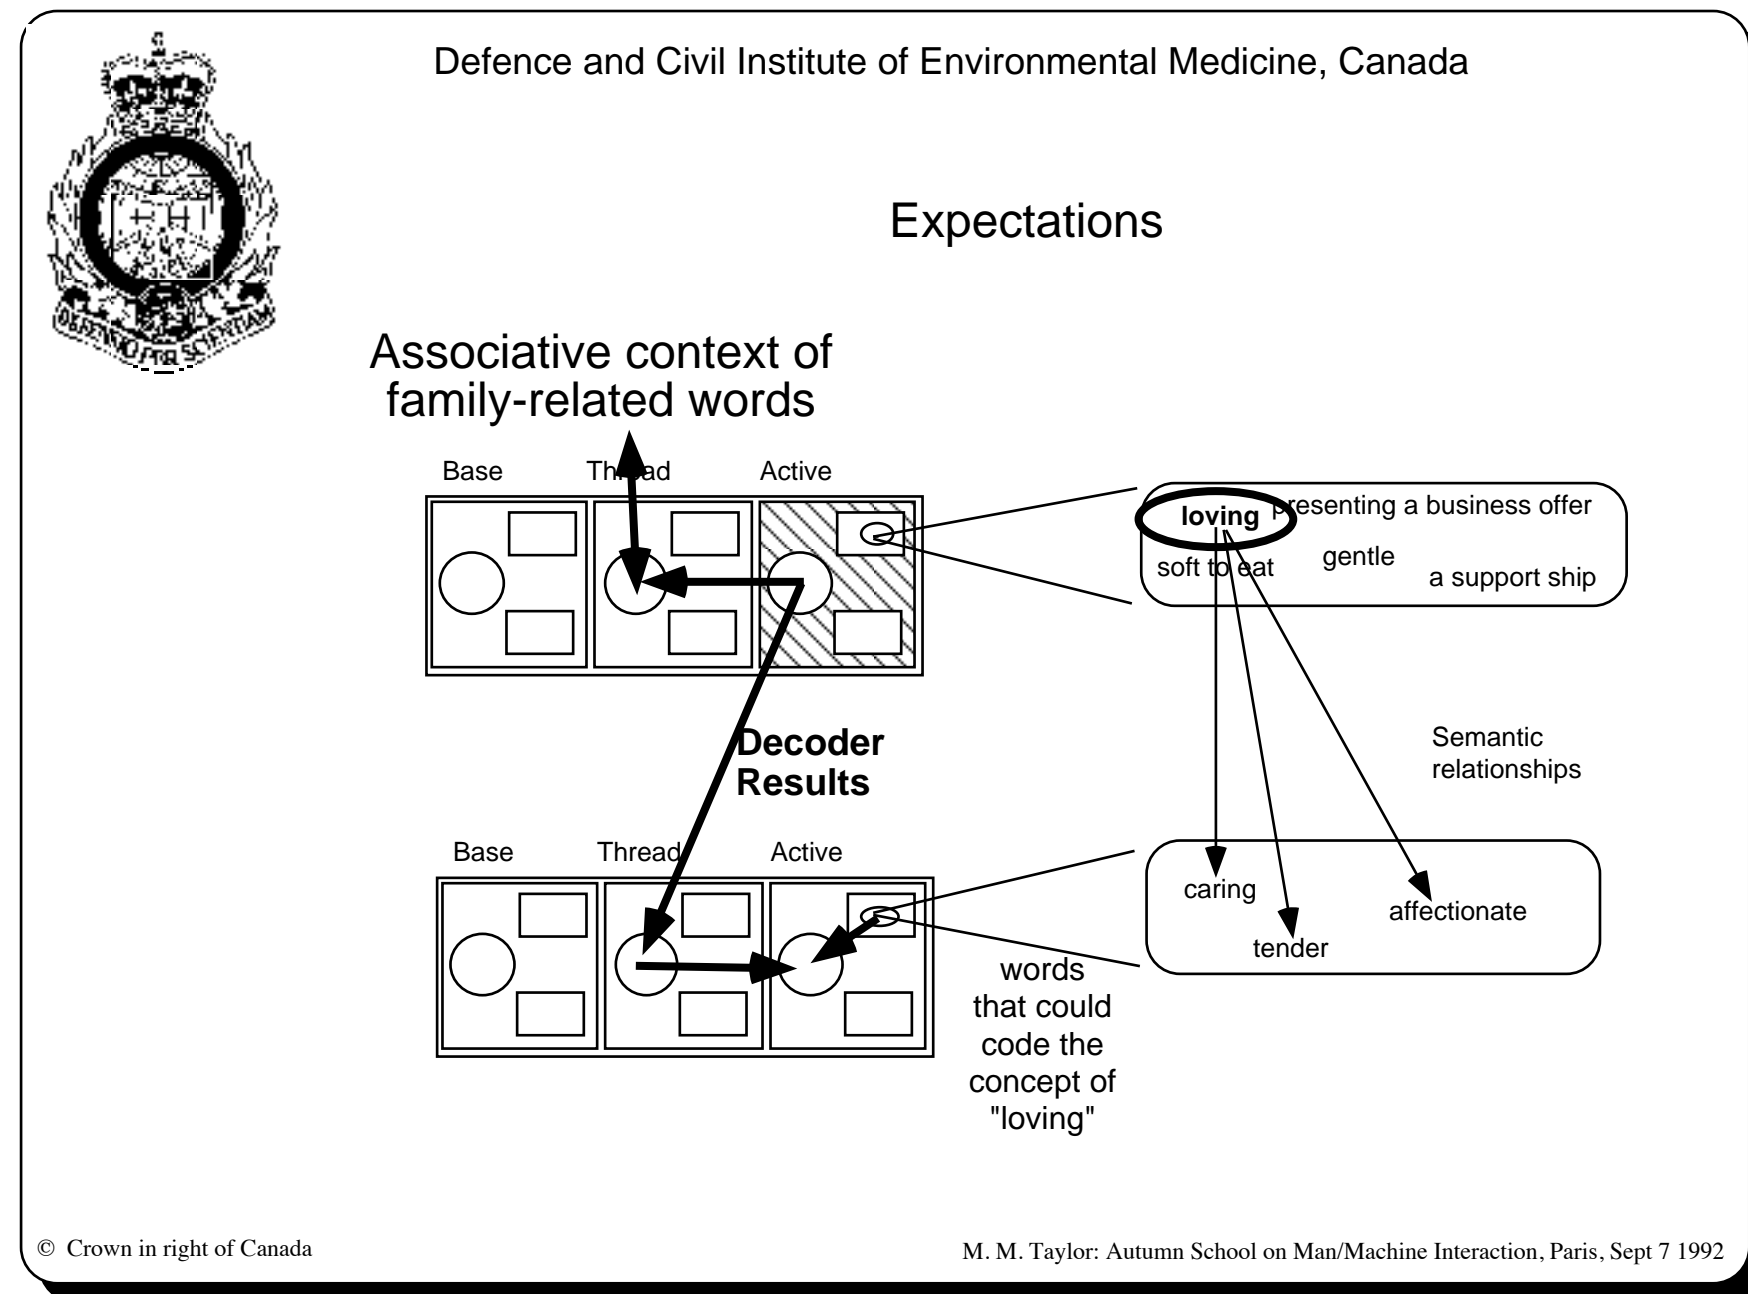 Defence and Civil Institute of Environmental Medicine, Canada
Expectations
Associative context of
family-related words
Base
Thread
Active
loving
presenting a business offer
soft to eat
gentle
a support ship
Decoder
Results
Semantic
relationships
Base
Thread
Active
caring
affectionate
tender
words
that could
code the
concept of
"loving"
© Crown in right of Canada
M. M. Taylor: Autumn School on Man/Machine Interaction, Paris, Sept 7 1992